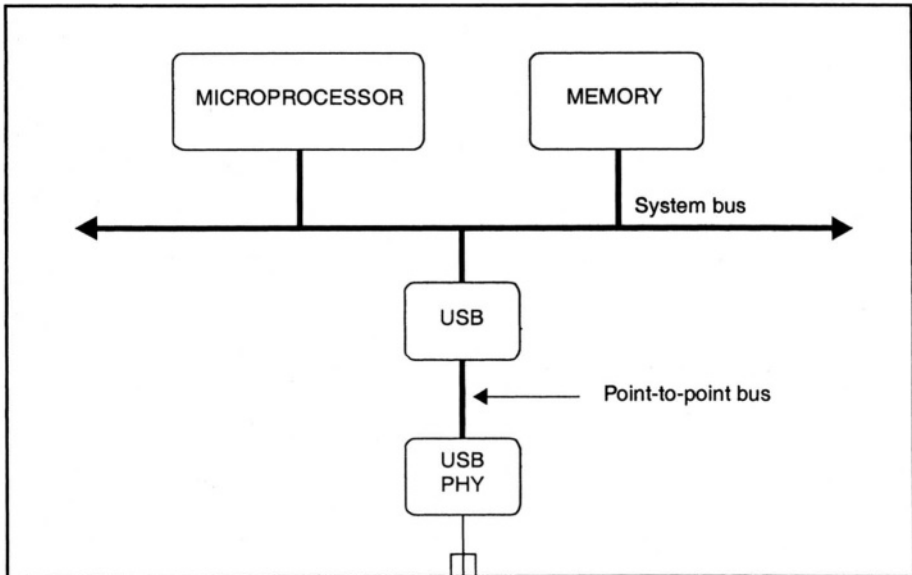 MICROPROCESSOR
MEMORY
System bus
USB
Point-to-point bus
USB
PHY